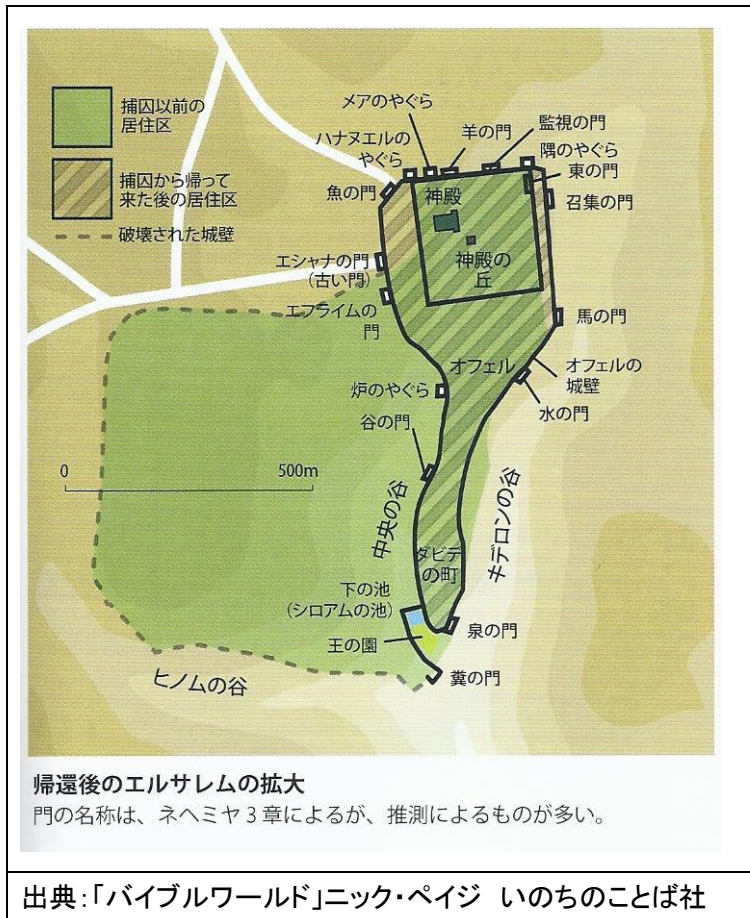 捕囚以前の
居住区
捕囚から帰って
来た後の居住区
破壊された城壁
メアのやぐら
ハナヌエルの
やぐら
羊の門
監視の門
隅のやぐら
東の門
召集の門
魚の門
神殿
神殿の
丘
エシャナの門
(古い門)
エフライムの
門
馬の門
オフェル
オフェルの
城壁
水の門
炉のやぐら
谷の門
0 500m
中央の谷
キデロンの谷
ダビデ
の町
下の池
(シロアムの池)
王の園
泉の門
糞の門
ヒノムの谷
帰還後のエルサレムの拡大
門の名称は、ネヘミヤ3章によるが、推測によるものが多い。
出典:「バイブルワールド」ニック・ペイジ いのちのことば社